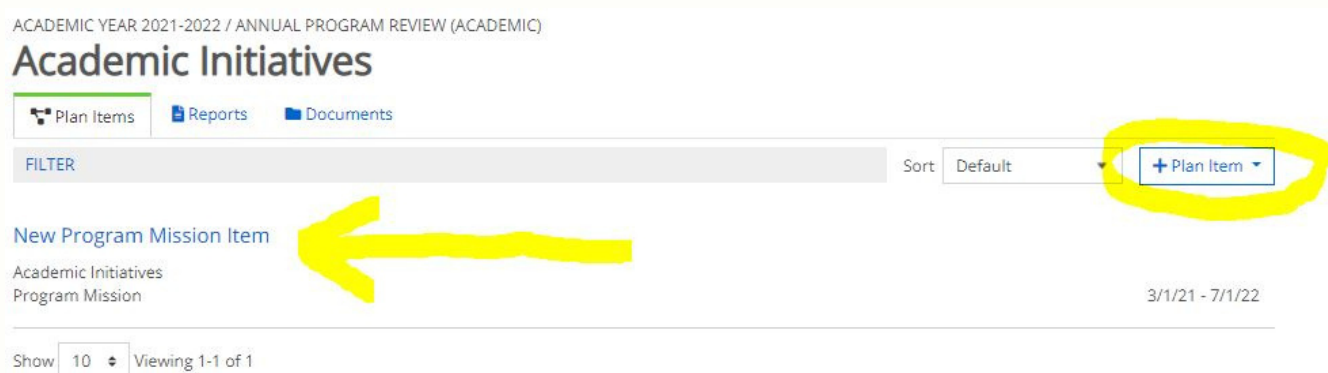 ACADEMIC YEAR 2021-2022 / ANNUAL PROGRAM REVIEW (ACADEMIC)
Academic Initiatives
Plan Items Reports Documents
FILTER Sort Default + Plan Item
New Program Mission Item
Academic Initiatives
Program Mission 3/1/21 - 7/1/22
Show 10 Viewing 1-1 of 1